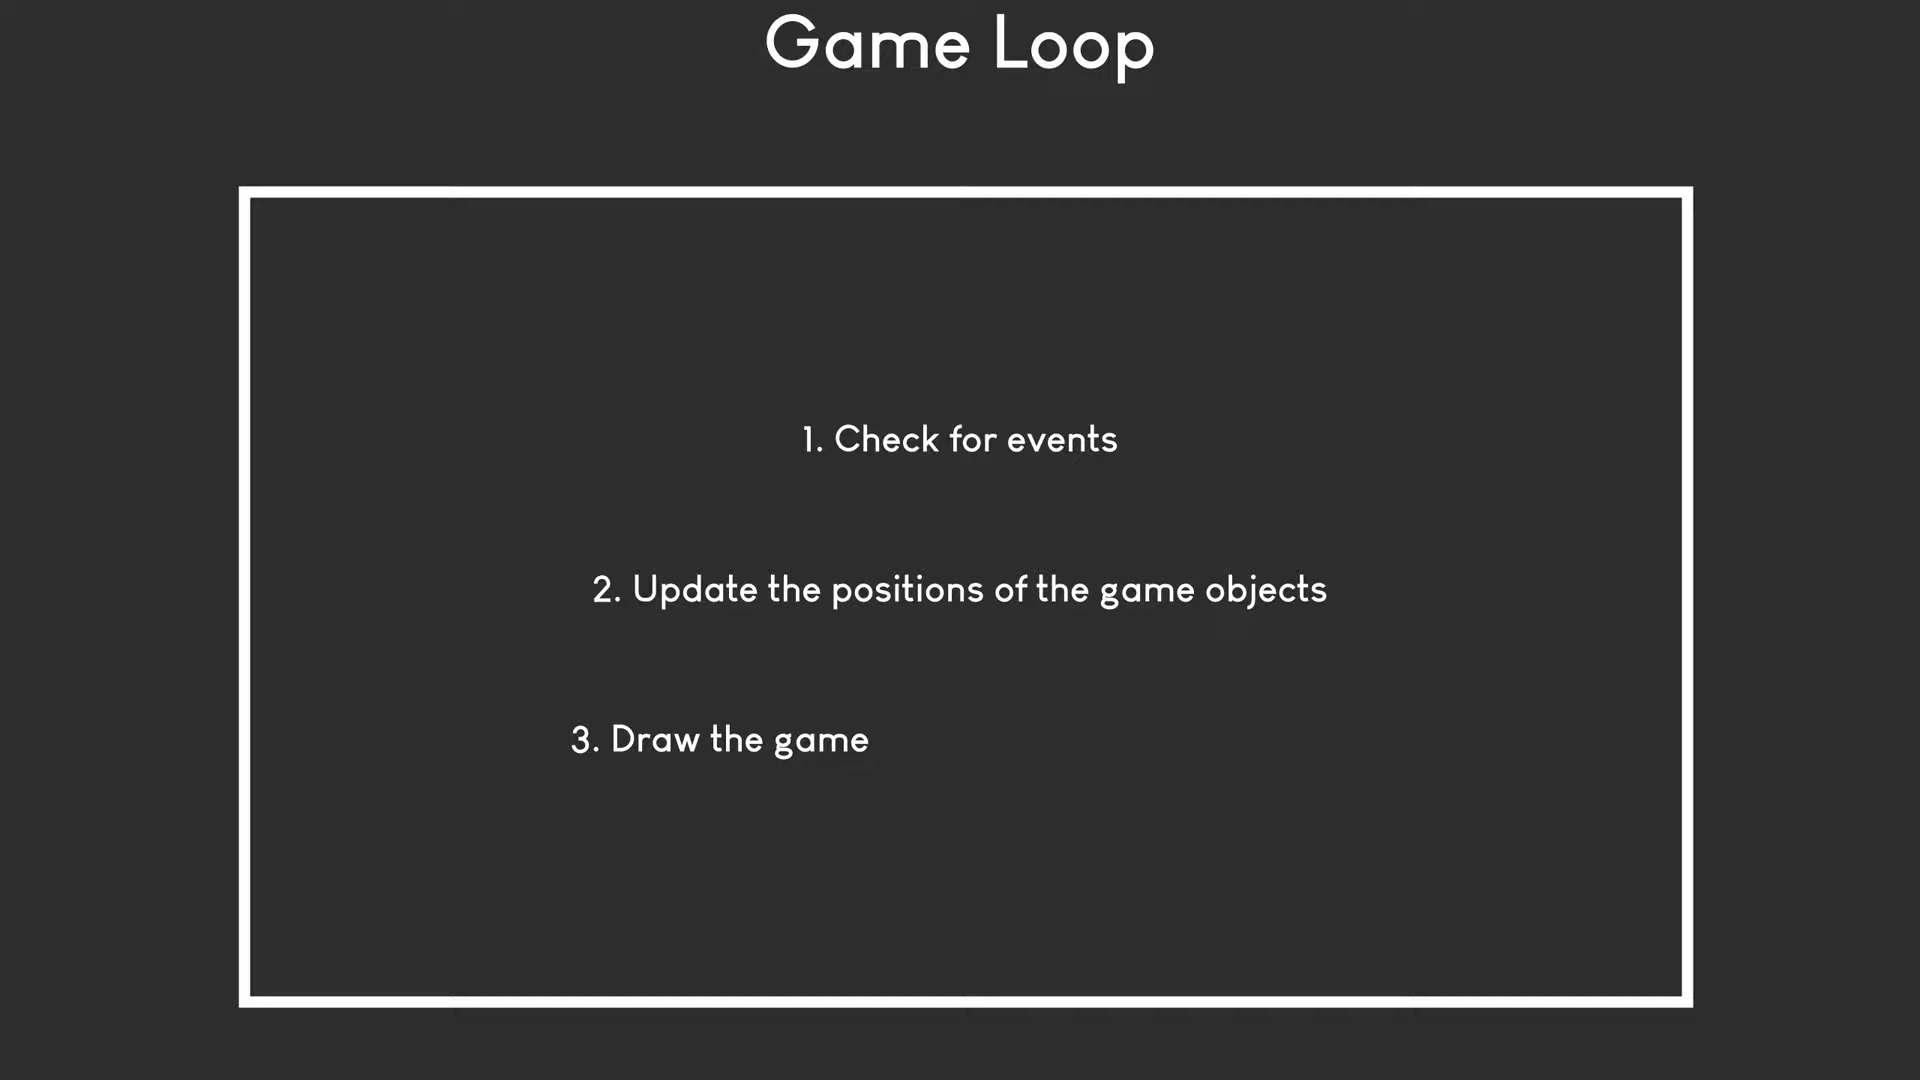 Game Loop
1. Check for events
2. Update the positions of the game objects
3. Draw the game